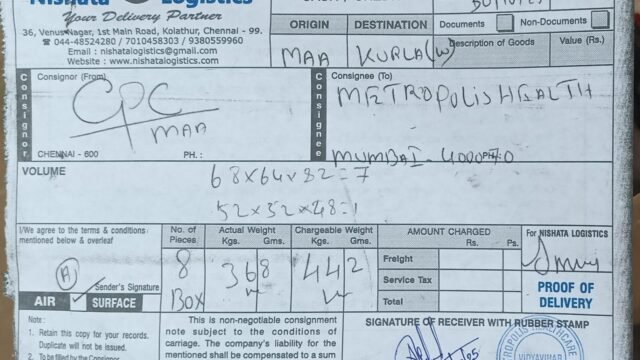 Nishata Logistics
Your Delivery Partner
36, VenusNagar, 1st Main Road, Kolathur, Chennai - 99.
☎ 044-48524280 / 7010458303 / 9380559960
Email : nishatalogistics@gmail.com
Website : www.nishatalogistics.com
ORIGIN DESTINATION
MAA KURLA(W)
Documents Non-Documents
Description of Goods Value (Rs.)
Consignor
Consignor (From)
CPC
MAA
CHENNAI - 600 PH. :
Consignee
Consignee (To)
METROPOLIS HEALTH
MUMBAI - 400070
VOLUME
68x64x82=7
52x52x48=1
I/We agree to the terms & conditions
mentioned below & overleaf
A
Sender's Signature
AIR SURFACE
No. of Pieces
8
Box
Actual Weight
Kgs. Gms.
368
Chargeable Weight
Kgs. Gms.
442
AMOUNT CHARGED
Rs. Ps.
Freight
Service Tax
Total
For NISHATA LOGISTICS
PROOF OF
DELIVERY
Note :
1. Retain this copy for your records.
Duplicate will not be issued.
2. To be filled by the Consignor
This is non-negotiable consignment
note subject to the conditions of
carriage. The company's liability for
the mentioned shall be compensated to a sum
SIGNATURE OF RECEIVER WITH RUBBER STAMP
VIDYAVIHAR